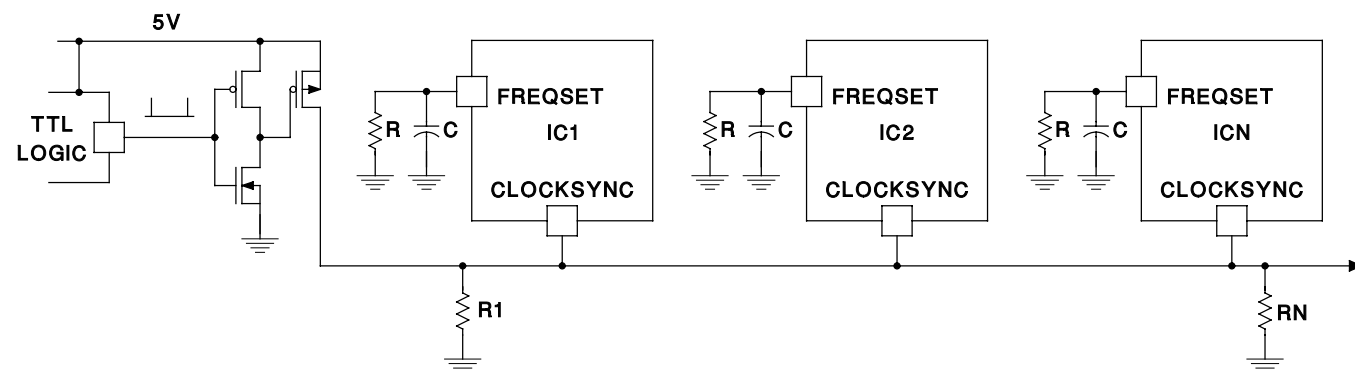 5V
TTL
LOGIC
R
C
FREQSET
IC1
CLOCKSYNC
R
C
FREQSET
IC2
CLOCKSYNC
R
C
FREQSET
ICN
CLOCKSYNC
R1
RN